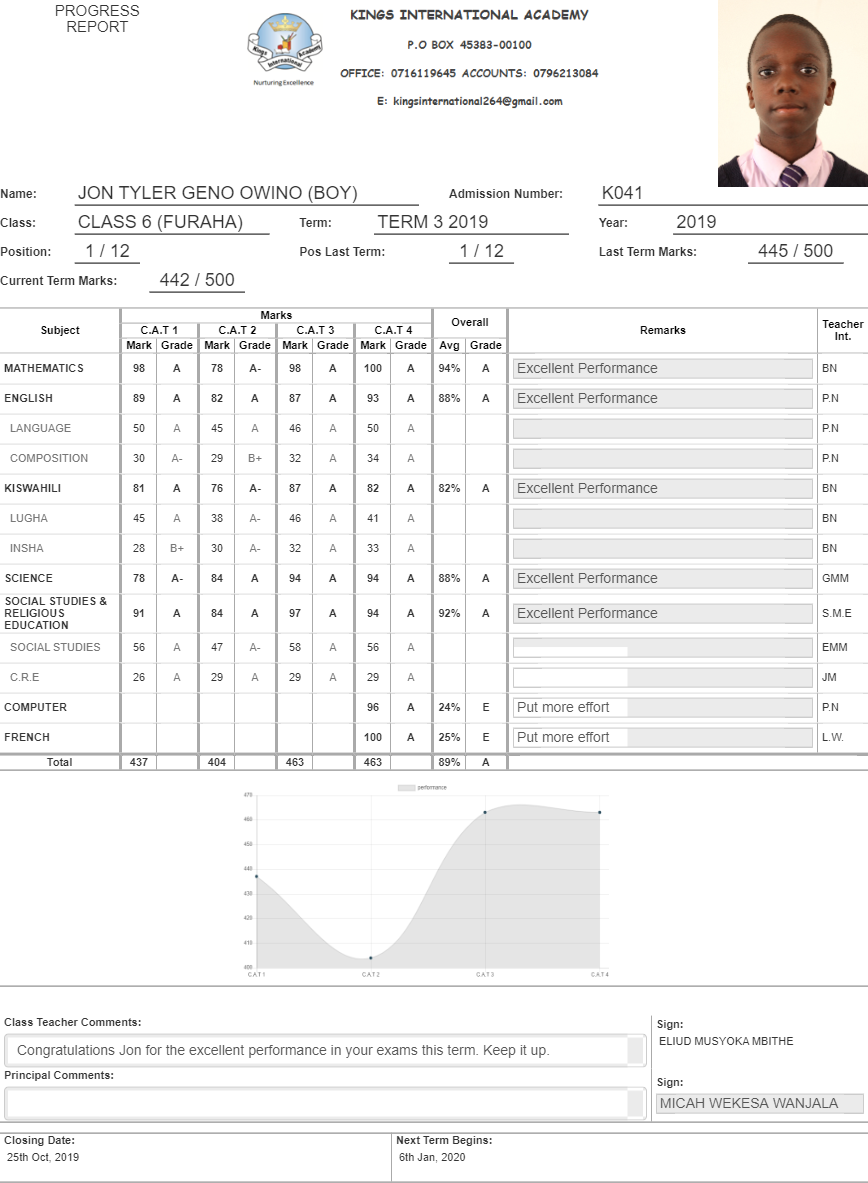 PROGRESS
REPORT
Kings International Academy
Nurturing Excellence
KINGS INTERNATIONAL ACADEMY
P.O BOX 45383-00100
OFFICE: 0716119645 ACCOUNTS: 0796213084
E: kingsinternational264@gmail.com
Name: JON TYLER GENO OWINO (BOY) Admission Number: K041
Class: CLASS 6 (FURAHA) Term: TERM 3 2019 Year: 2019
Position: 1 / 12 Pos Last Term: 1 / 12 Last Term Marks: 445 / 500
Current Term Marks: 442 / 500
Subject Marks Overall Remarks Teacher Int.
C.A.T 1 C.A.T 2 C.A.T 3 C.A.T 4
Mark Grade Mark Grade Mark Grade Mark Grade Avg Grade
MATHEMATICS 98 A 78 A- 98 A 100 A 94% A Excellent Performance BN
ENGLISH 89 A 82 A 87 A 93 A 88% A Excellent Performance P.N
LANGUAGE 50 A 45 A 46 A 50 A P.N
COMPOSITION 30 A- 29 B+ 32 A 34 A P.N
KISWAHILI 81 A 76 A- 87 A 82 A 82% A Excellent Performance BN
LUGHA 45 A 38 A- 46 A 41 A BN
INSHA 28 B+ 30 A- 32 A 33 A BN
SCIENCE 78 A- 84 A 94 A 94 A 88% A Excellent Performance GMM
SOCIAL STUDIES &
RELIGIOUS 91 A 84 A 97 A 94 A 92% A Excellent Performance S.M.E
EDUCATION
SOCIAL STUDIES 56 A 47 A- 58 A 56 A EMM
C.R.E 26 A 29 A 29 A 29 A JM
COMPUTER 96 A 24% E Put more effort P.N
FRENCH 100 A 25% E Put more effort L.W.
Total 437 404 463 463 89% A
performance
470
460
450
440
430
420
410
400
C.A.T 1 C.A.T 2 C.A.T 3 C.A.T 4
Class Teacher Comments: Sign:
Congratulations Jon for the excellent performance in your exams this term. Keep it up. ELIUD MUSYOKA MBITHE
Principal Comments: Sign:
MICAH WEKESA WANJALA
Closing Date: Next Term Begins:
25th Oct, 2019 6th Jan, 2020